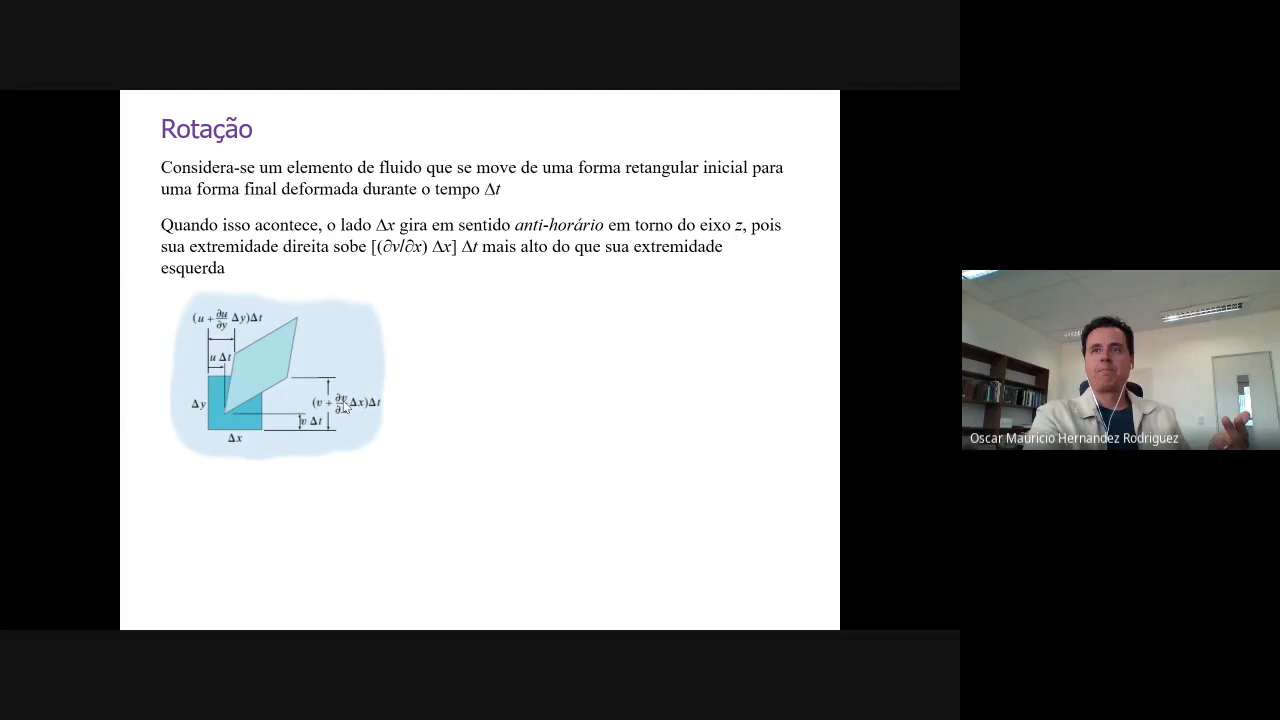 Rotação
Considera-se um elemento de fluido que se move de uma forma retangular inicial para
uma forma final deformada durante o tempo Δt
Quando isso acontece, o lado Δx gira em sentido anti-horário em torno do eixo z, pois
sua extremidade direita sobe [(∂v/∂x) Δx] Δt mais alto do que sua extremidade
esquerda
(u + ∂u/∂y Δy)Δt
u Δt
Δy
(v + ∂v/∂x Δx)Δt
v Δt
Δx
Oscar Mauricio Hernandez Rodriguez